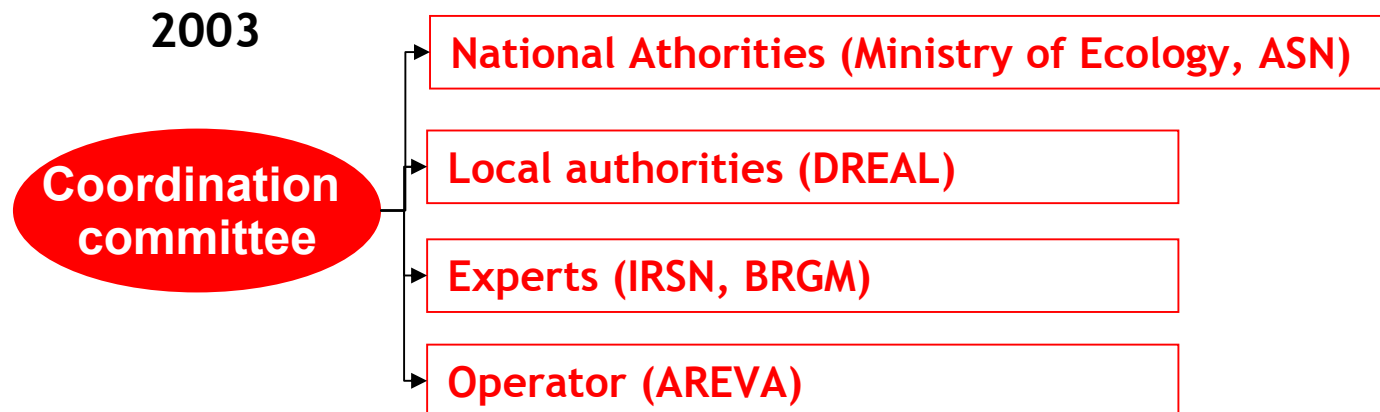 2003
National Athorities (Ministry of Ecology, ASN)
Coordination
committee
Local authorities (DREAL)
Experts (IRSN, BRGM)
Operator (AREVA)